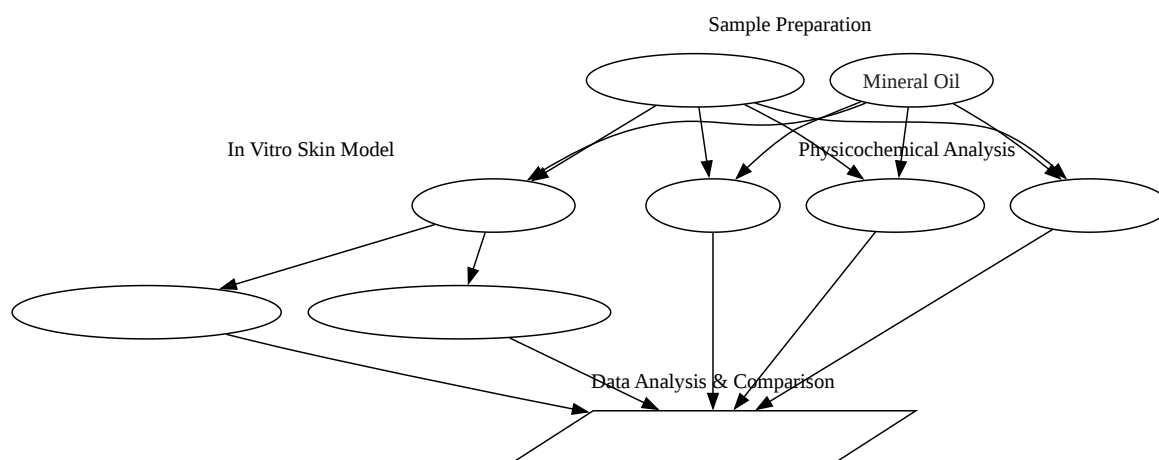 Sample Preparation
Mineral Oil
In Vitro Skin Model
Physicochemical Analysis
Data Analysis & Comparison